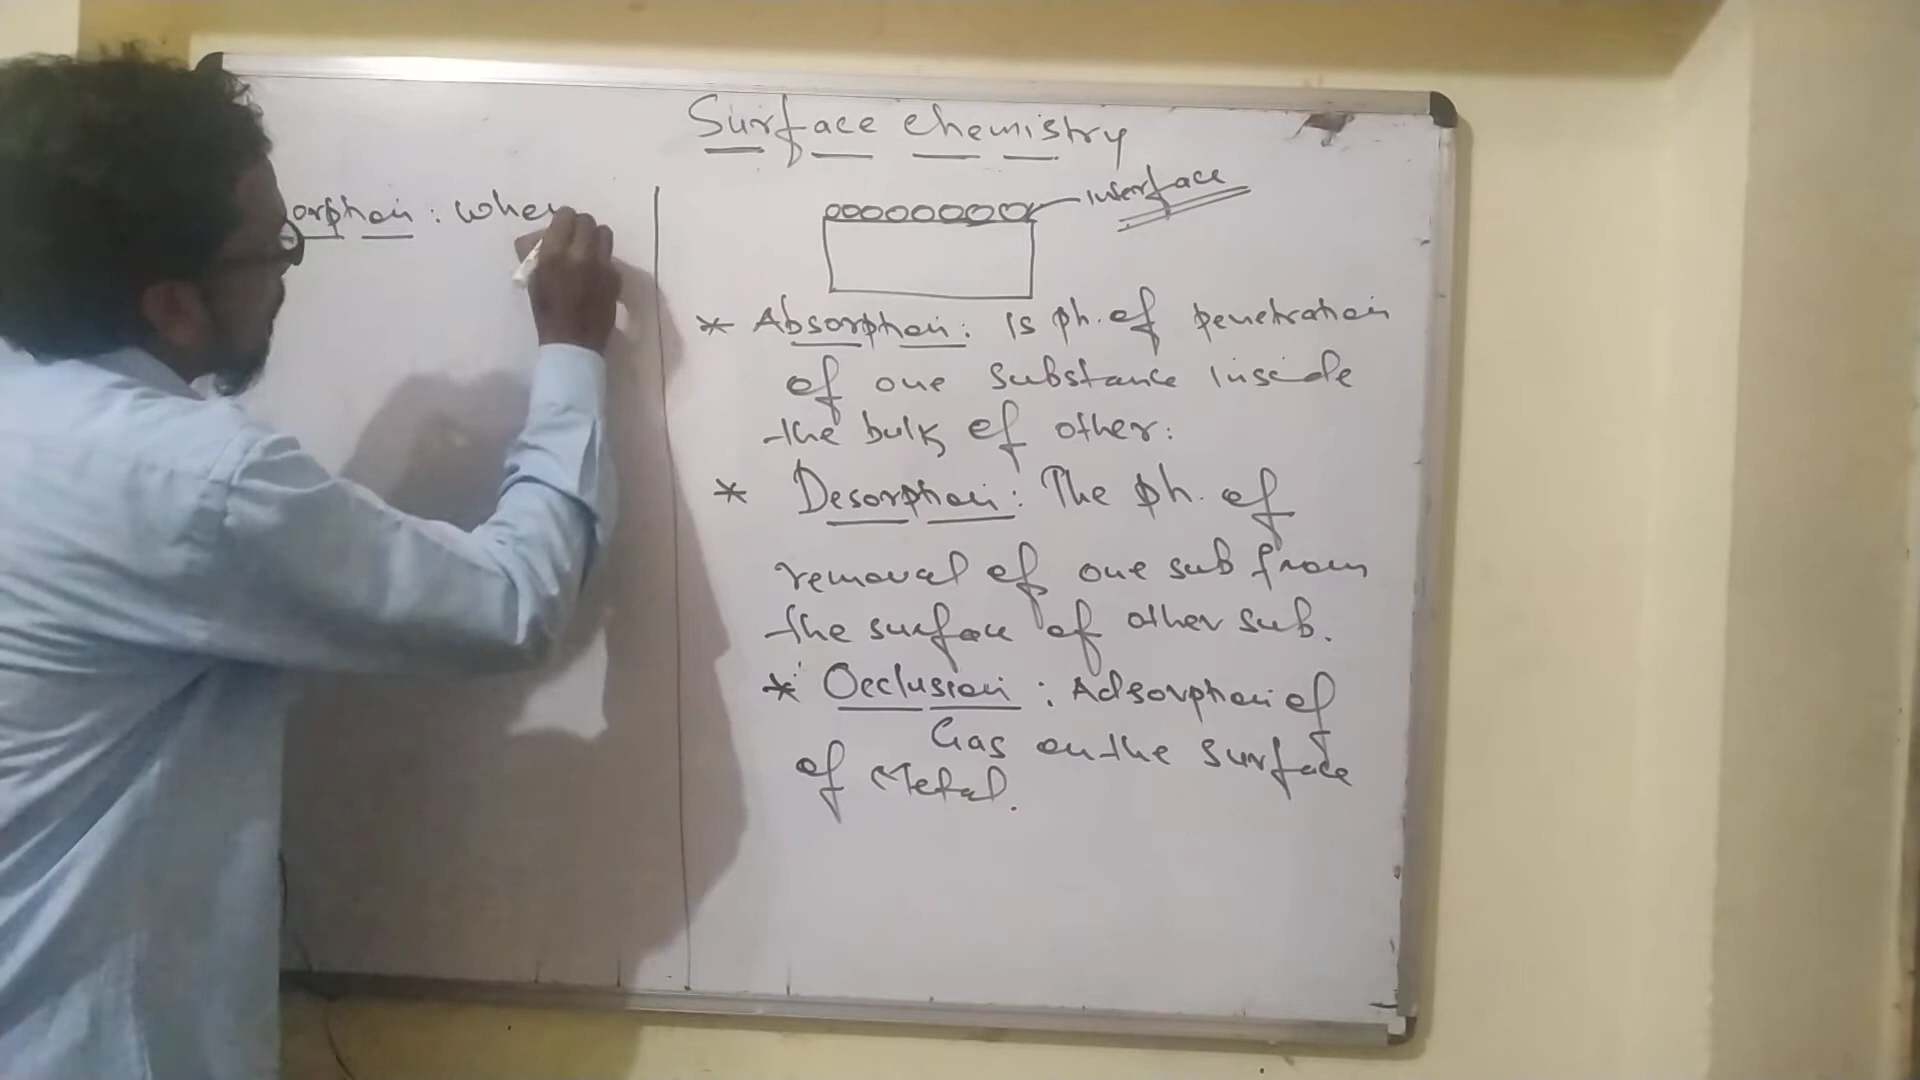 Surface chemistry
orption : when
Interface
* Absorption : is ph. of penetration
of one substance inside
the bulk of other.
* Desorption : The ph. of
removal of one sub from
the surface of other sub.
* Occlusion : Adsorption of
Gas on the surface
of Metal.